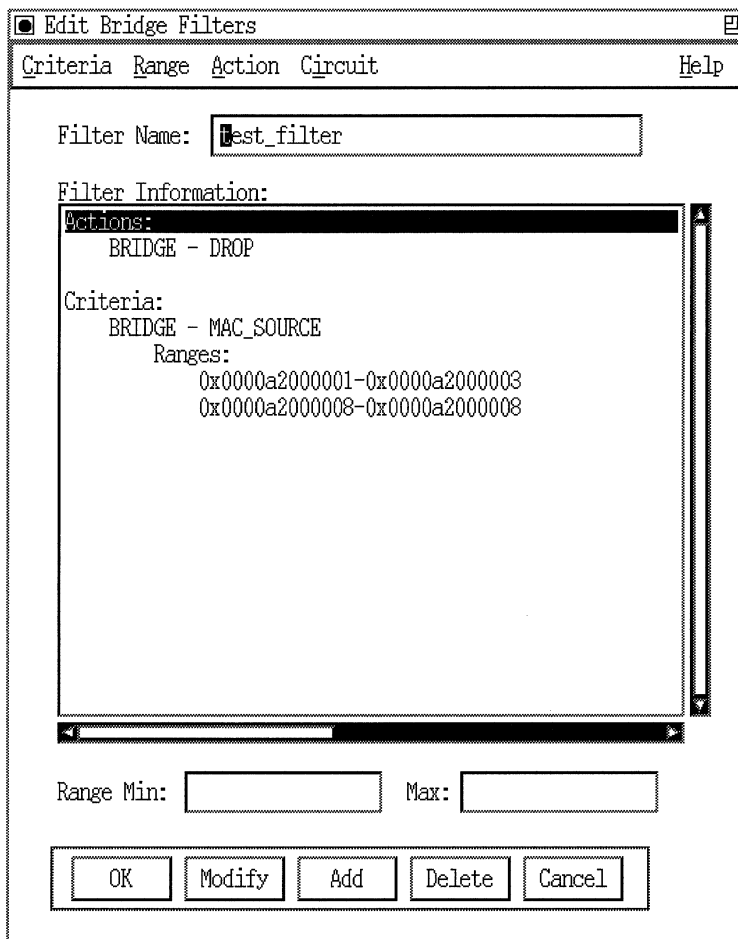 Edit Bridge Filters
Criteria Range Action Circuit Help
Filter Name: test_filter
Filter Information:
Actions:
BRIDGE - DROP
Criteria:
BRIDGE - MAC_SOURCE
Ranges:
0x0000a2000001-0x0000a2000003
0x0000a2000008-0x0000a2000008
Range Min: Max:
OK Modify Add Delete Cancel